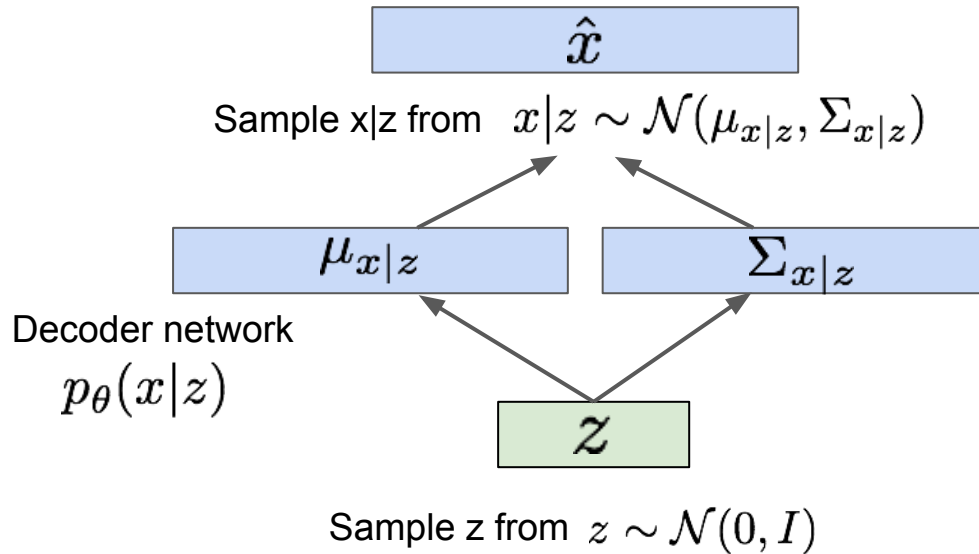 x̂
Sample x|z from x|z ∼ 𝒩(μ_{x|z}, Σ_{x|z})
μ_{x|z}
Σ_{x|z}
Decoder network
p_θ(x|z)
z
Sample z from z ∼ 𝒩(0, I)